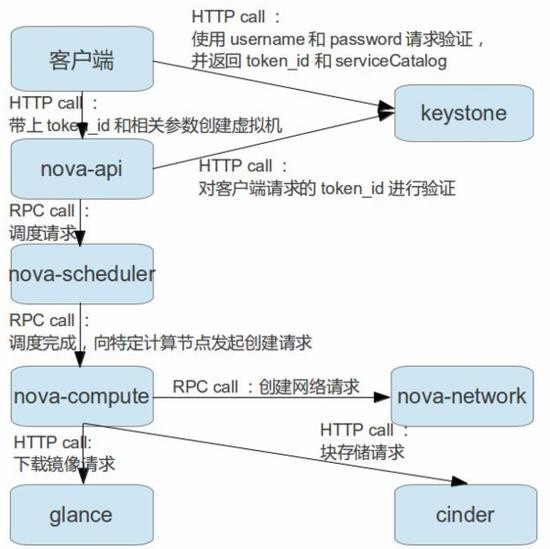 HTTP call ：
使用 username 和 password 请求验证，
并返回 token_id 和 serviceCatalog
客户端
keystone
HTTP call ：
带上 token_id 和相关参数创建虚拟机
nova-api
HTTP call ：
对客户端请求的 token_id 进行验证
RPC call ：
调度请求
nova-scheduler
RPC call ：
调度完成，向特定计算节点发起创建请求
nova-compute
RPC call ：创建网络请求
nova-network
HTTP call:
下载镜像请求
HTTP call ：
块存储请求
glance
cinder